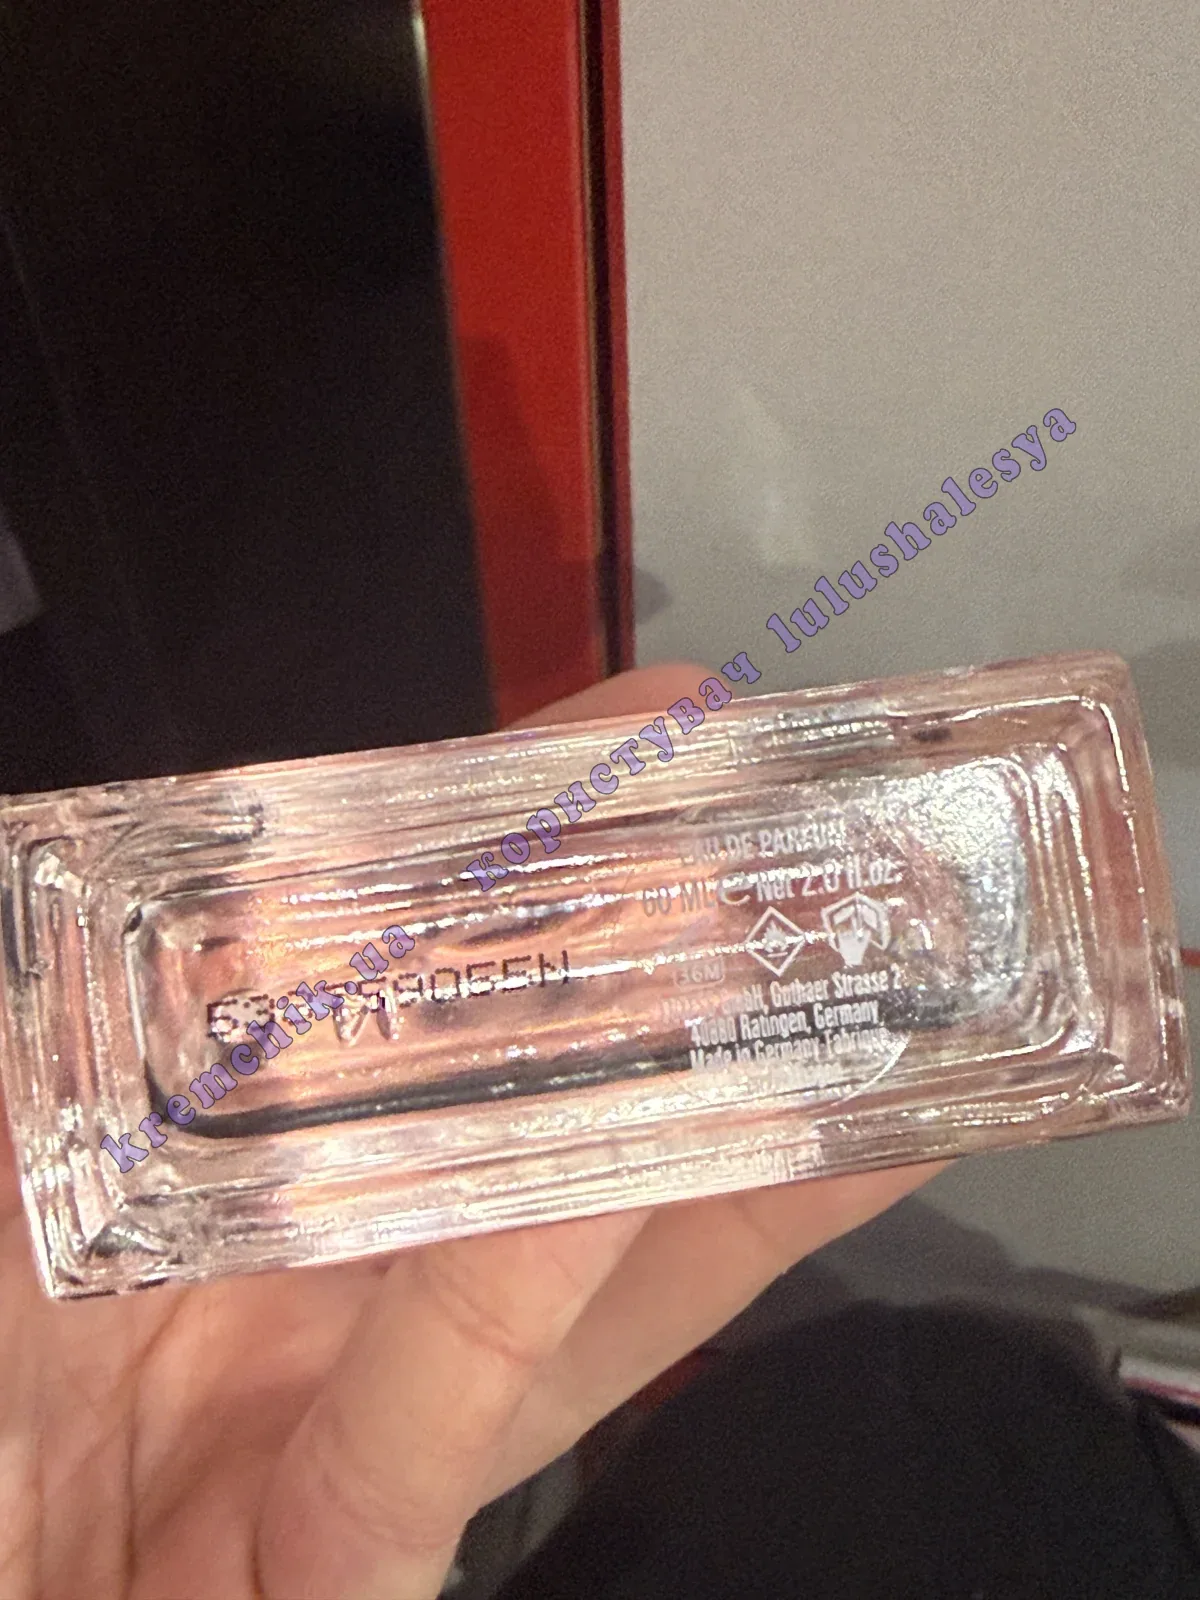 користувач lulushalesya
kremchik.ua
EAU DE PARFUM
60 ML e Net 2.0 fl.oz.
36M
GmbH, Gothaer Strasse 2
Ratingen, Germany
Made in Germany